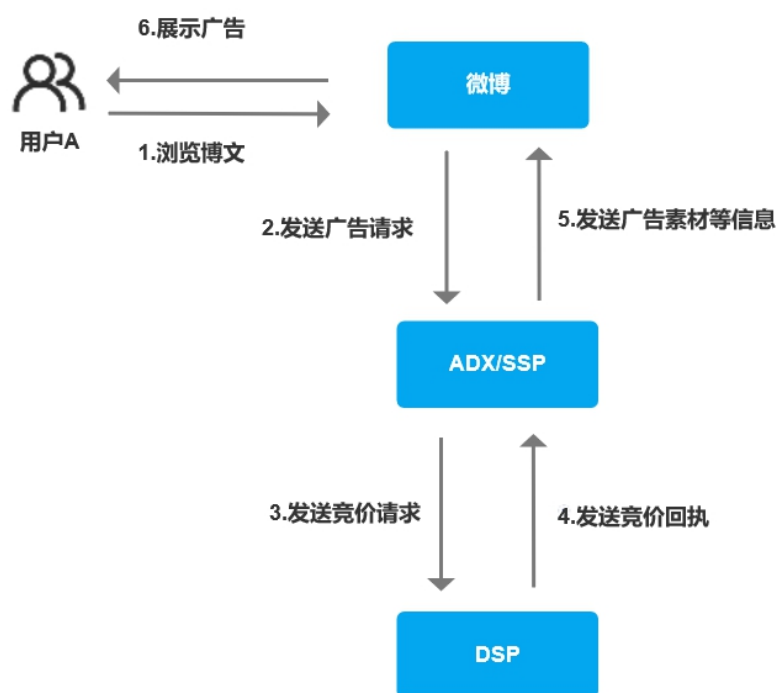 6.展示广告
微博
用户A
1.浏览博文
2.发送广告请求
5.发送广告素材等信息
ADX/SSP
3.发送竞价请求
4.发送竞价回执
DSP